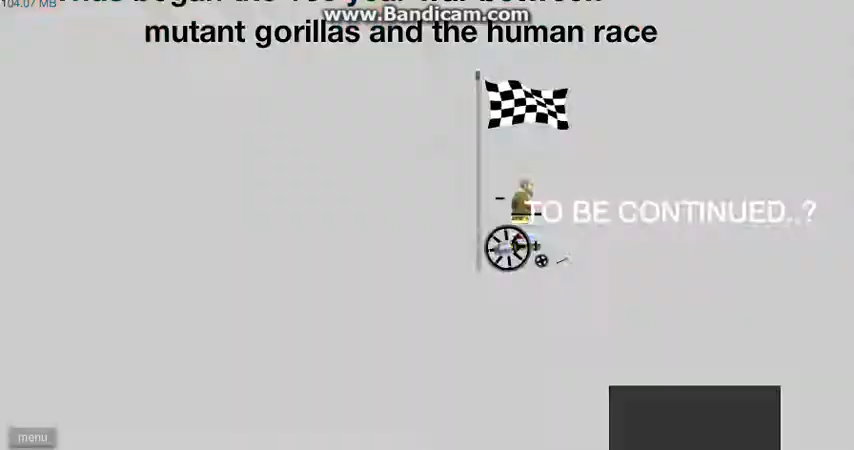 104.07 MB
www.Bandicam.com
mutant gorillas and the human race
TO BE CONTINUED..?
menu